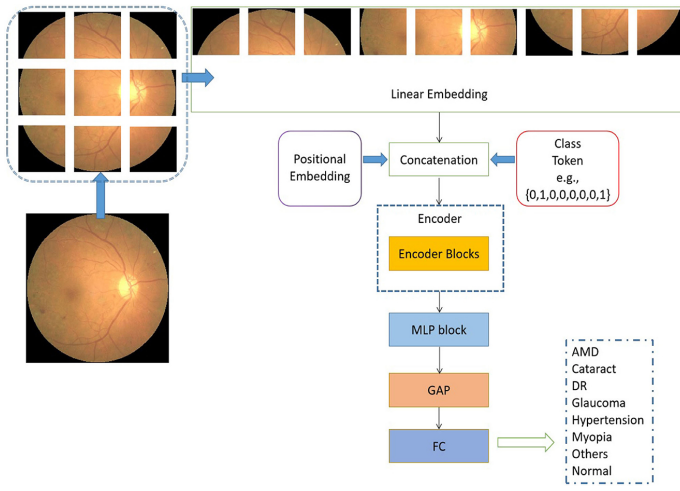 Linear Embedding
Positional
Embedding
Concatenation
Class
Token
e.g.,
{0,1,0,0,0,0,0,1}
Encoder
Encoder Blocks
MLP block
GAP
FC
AMD
Cataract
DR
Glaucoma
Hypertension
Myopia
Others
Normal